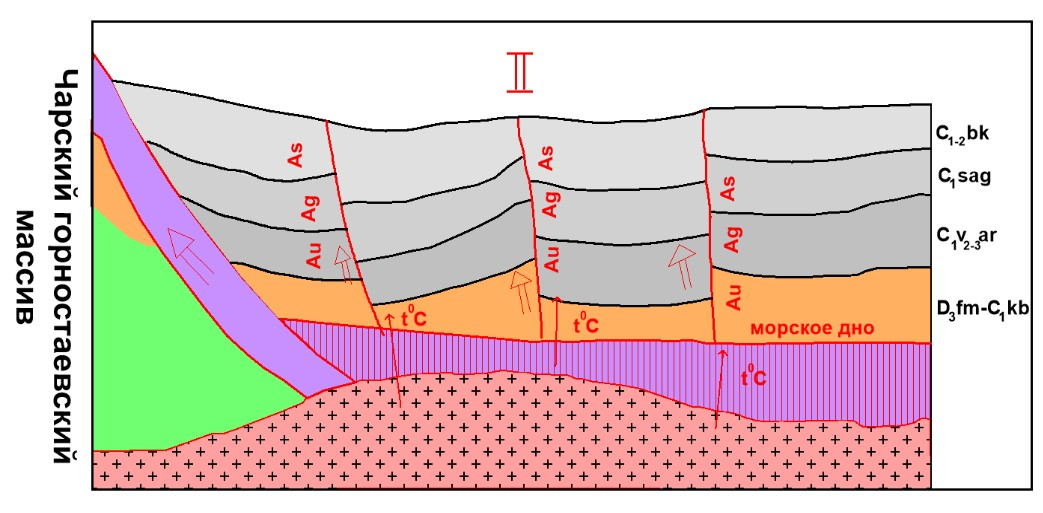 Чарский горностаевский
массив
II
As
Ag
Au
As
Ag
Au
As
Ag
Au
t⁰C
t⁰C
t⁰C
морское дно
C₁₋₂bk
C₁sag
C₁v₂₋₃ar
D₃fm-C₁kb